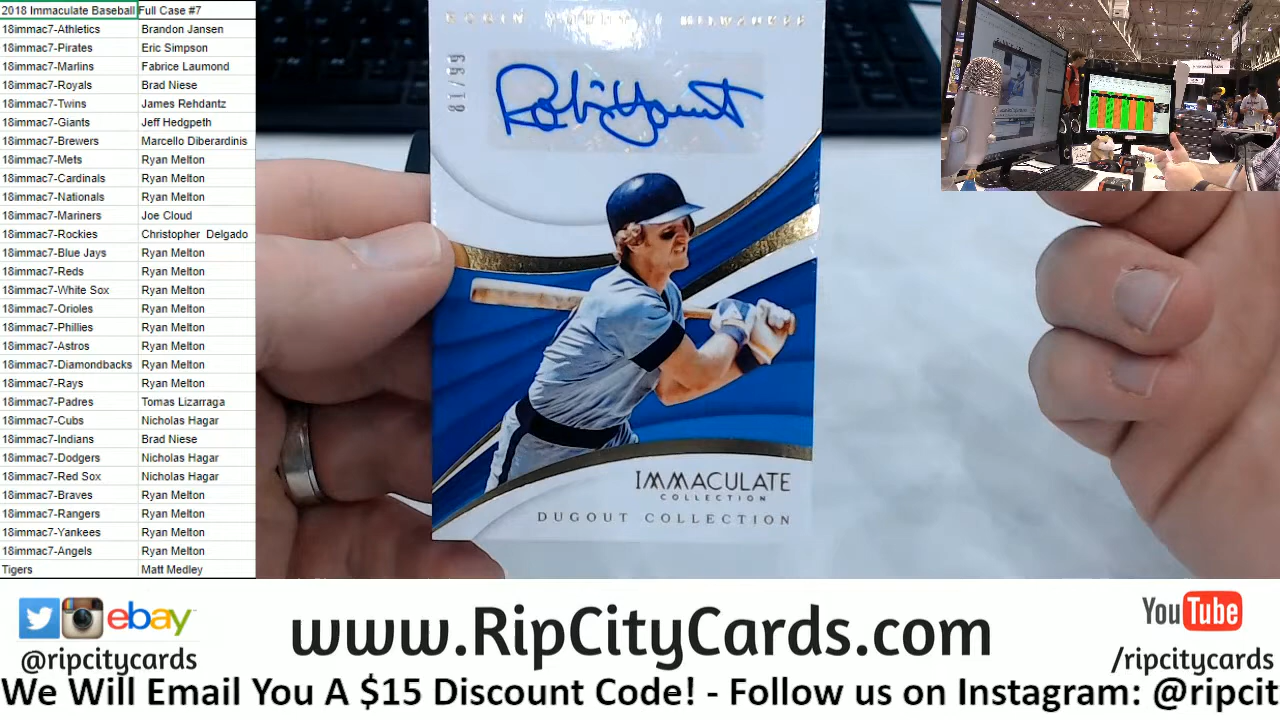 2018 Immaculate Baseball Full Case #7
18immac7-Athletics Brandon Jansen
18immac7-Pirates Eric Simpson
18immac7-Marlins Fabrice Laumond
18immac7-Royals Brad Niese
18immac7-Twins James Rehdantz
18immac7-Giants Jeff Hedgpeth
18immac7-Brewers Marcello Diberardinis
18immac7-Mets Ryan Melton
18immac7-Cardinals Ryan Melton
18immac7-Nationals Ryan Melton
18immac7-Mariners Joe Cloud
18immac7-Rockies Christopher Delgado
18immac7-Blue Jays Ryan Melton
18immac7-Reds Ryan Melton
18immac7-White Sox Ryan Melton
18immac7-Orioles Ryan Melton
18immac7-Phillies Ryan Melton
18immac7-Astros Ryan Melton
18immac7-Diamondbacks Ryan Melton
18immac7-Rays Ryan Melton
18immac7-Padres Tomas Lizarraga
18immac7-Cubs Nicholas Hagar
18immac7-Indians Brad Niese
18immac7-Dodgers Nicholas Hagar
18immac7-Red Sox Nicholas Hagar
18immac7-Braves Ryan Melton
18immac7-Rangers Ryan Melton
18immac7-Yankees Ryan Melton
18immac7-Angels Ryan Melton
Tigers Matt Medley
ROBIN YOUNT MILWAUKEE
81/99
Robin Yount
IMMACULATE
COLLECTION
DUGOUT COLLECTION
ebay
@ripcitycards
www.RipCityCards.com
YouTube
/ripcitycards
We Will Email You A $15 Discount Code! - Follow us on Instagram: @ripcit